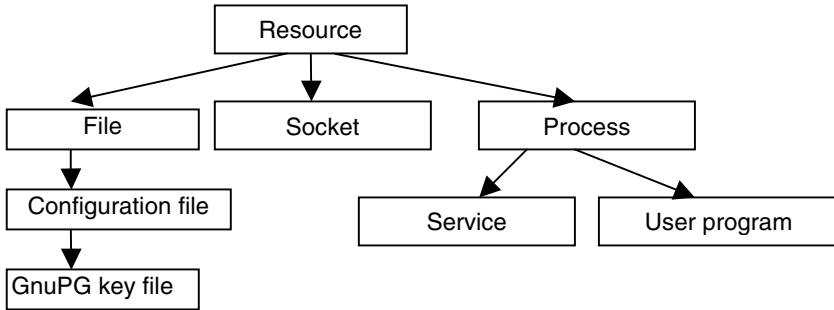 Resource
File
Socket
Process
Configuration file
Service
User program
GnuPG key file